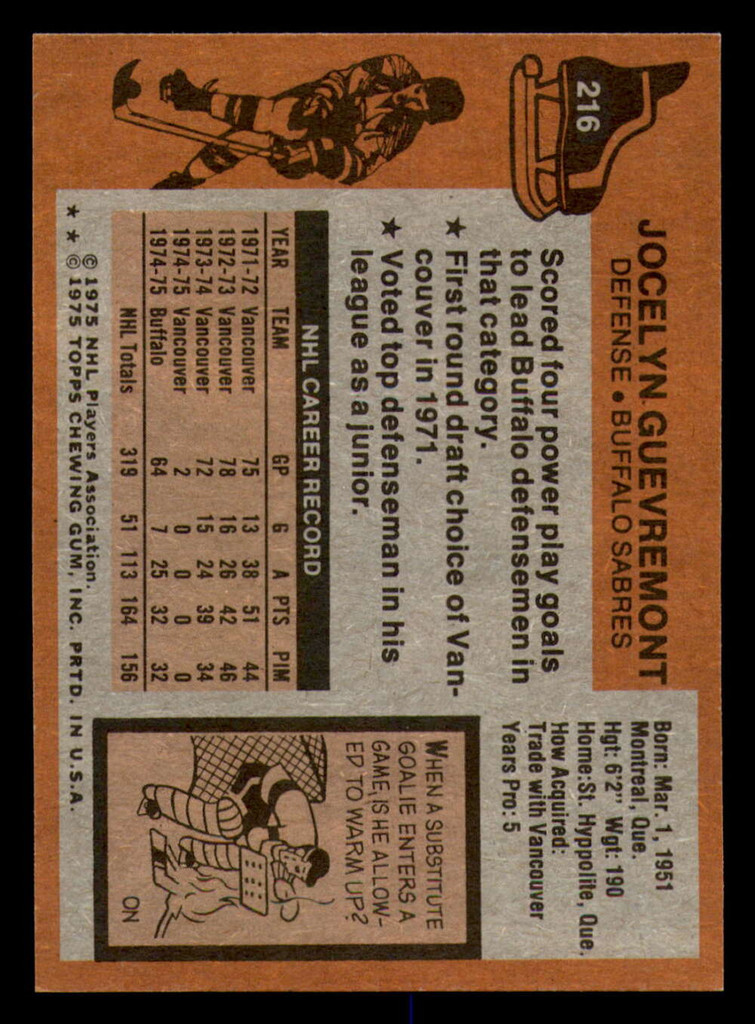 216
JOCELYN GUEVREMONT
DEFENSE • BUFFALO SABRES
Scored four power play goals
to lead Buffalo defensemen in
that category.
★ First round draft choice of Van-
couver in 1971.
★ Voted top defenseman in his
league as a junior.
NHL CAREER RECORD
YEAR TEAM GP G A PTS PIM
1971-72 Vancouver 75 13 38 51 44
1972-73 Vancouver 78 16 26 42 46
1973-74 Vancouver 72 15 24 39 34
1974-75 Vancouver 2 0 0 0 0
1974-75 Buffalo 64 7 25 32 32
NHL Totals 319 51 113 164 156
© 1975 NHL Players Association.
★ ★ © 1975 TOPPS CHEWING GUM, INC. PRTD. IN U.S.A.
Born: Mar. 1, 1951
Montreal, Que.
Hgt: 6'2" Wgt: 190
Home: St. Hyppolite, Que.
How Acquired:
Trade with Vancouver
Years Pro: 5
WHEN A SUBSTITUTE
GOALIE ENTERS A
GAME, IS HE ALLOW-
ED TO WARM UP?
NO